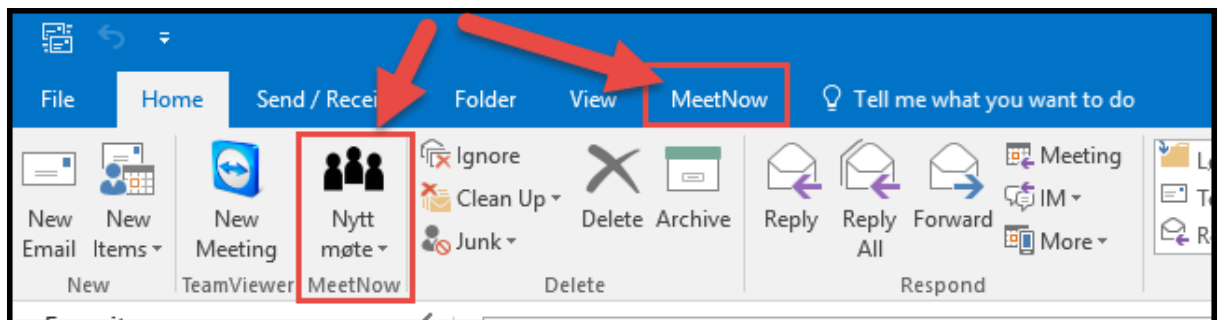 File Home Send / Recei Folder View MeetNow Tell me what you want to do
Ignore Meeting
Clean Up IM
New New New Nytt Delete Archive Reply Reply Forward
Email Items Meeting møte Junk All More
New TeamViewer MeetNow Delete Respond